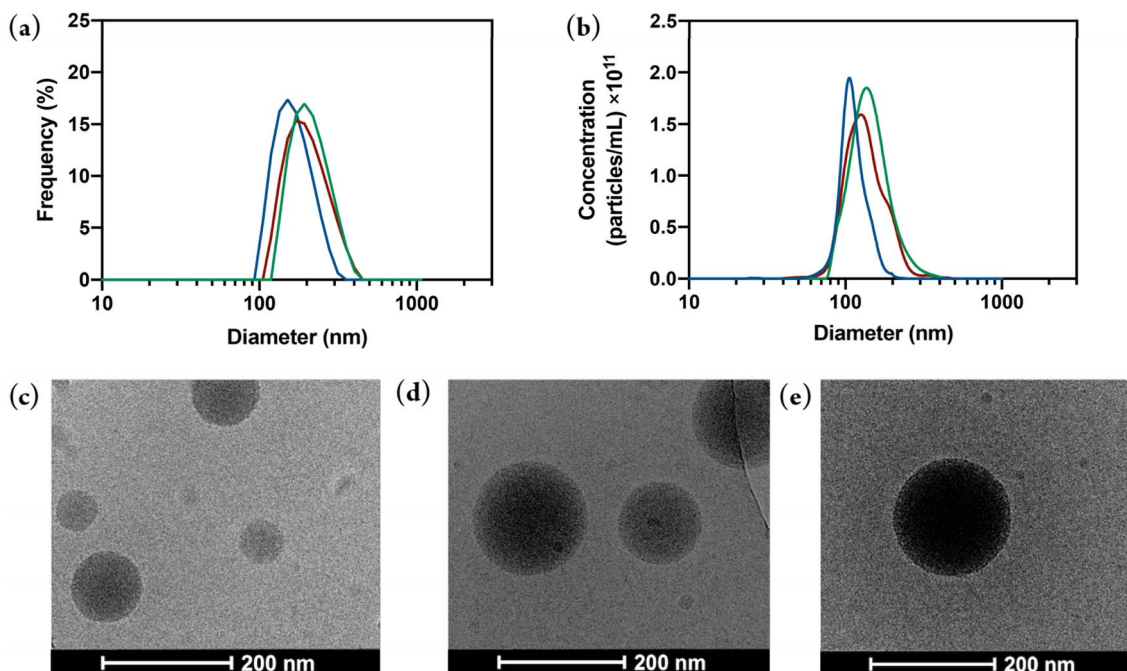 (a)
25
20
15
10
5
0
Frequency (%)
10
100
1000
Diameter (nm)
(b)
2.5
2.0
1.5
1.0
0.5
0.0
Concentration
(particles/mL) ×10¹¹
10
100
1000
Diameter (nm)
(c)
200 nm
(d)
200 nm
(e)
200 nm